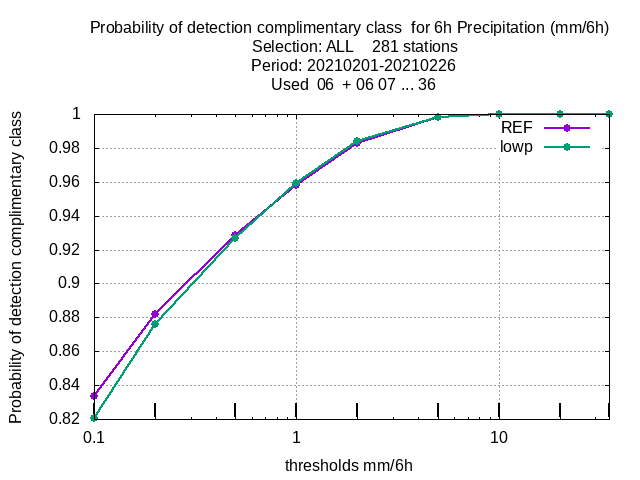 Probability of detection complimentary class  for 6h Precipitation (mm/6h)
Selection: ALL    281 stations
Period: 20210201-20210226
Used  06  + 06 07 ... 36
Probability of detection complimentary class
1
0.98
0.96
0.94
0.92
0.9
0.88
0.86
0.84
0.82
REF
lowp
0.1
1
10
thresholds mm/6h